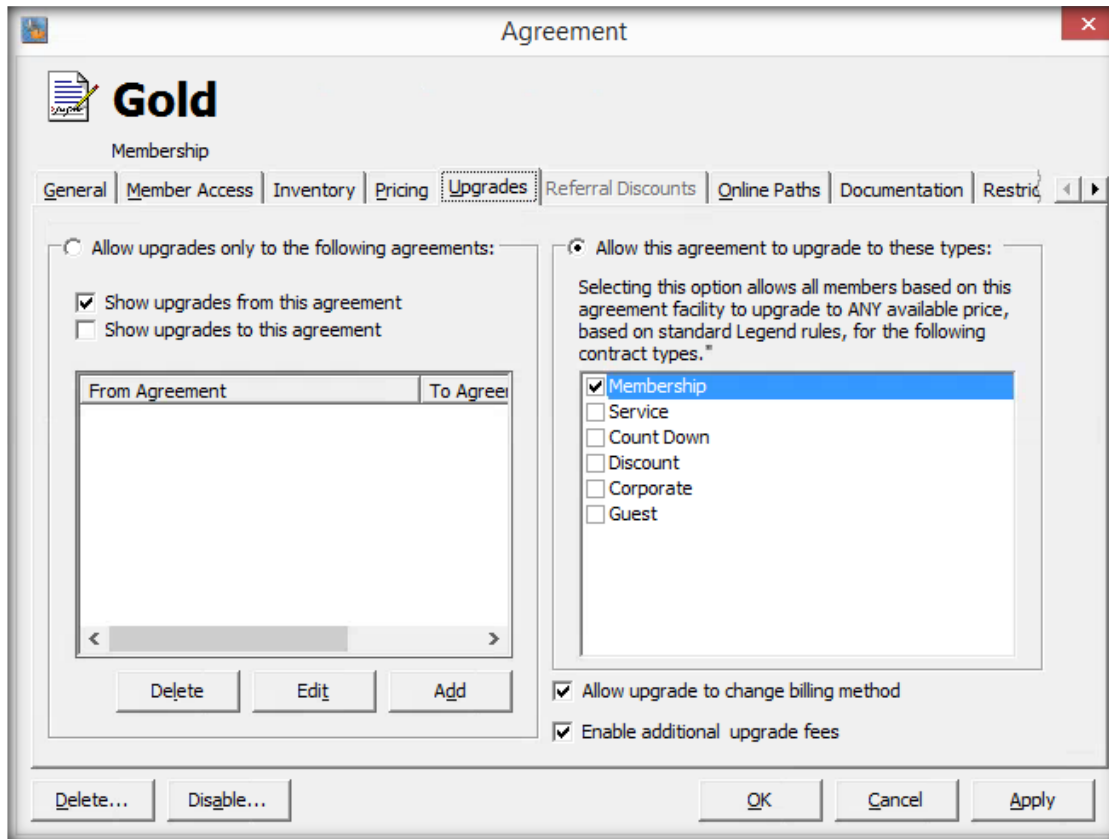 Agreement
Gold
Membership
General Member Access Inventory Pricing Upgrades Referral Discounts Online Paths Documentation
Allow upgrades only to the following agreements:
Show upgrades from this agreement
Show upgrades to this agreement
From Agreement To
Delete Edit Add
Allow this agreement to upgrade to these types:
Selecting this option allows all members based on this
agreement facility to upgrade to ANY available price,
based on standard Legend rules, for the following
contract types."
Membership
Service
Count Down
Discount
Corporate
Guest
Allow upgrade to change billing method
Enable additional upgrade fees
Delete... Disable... OK Cancel Apply